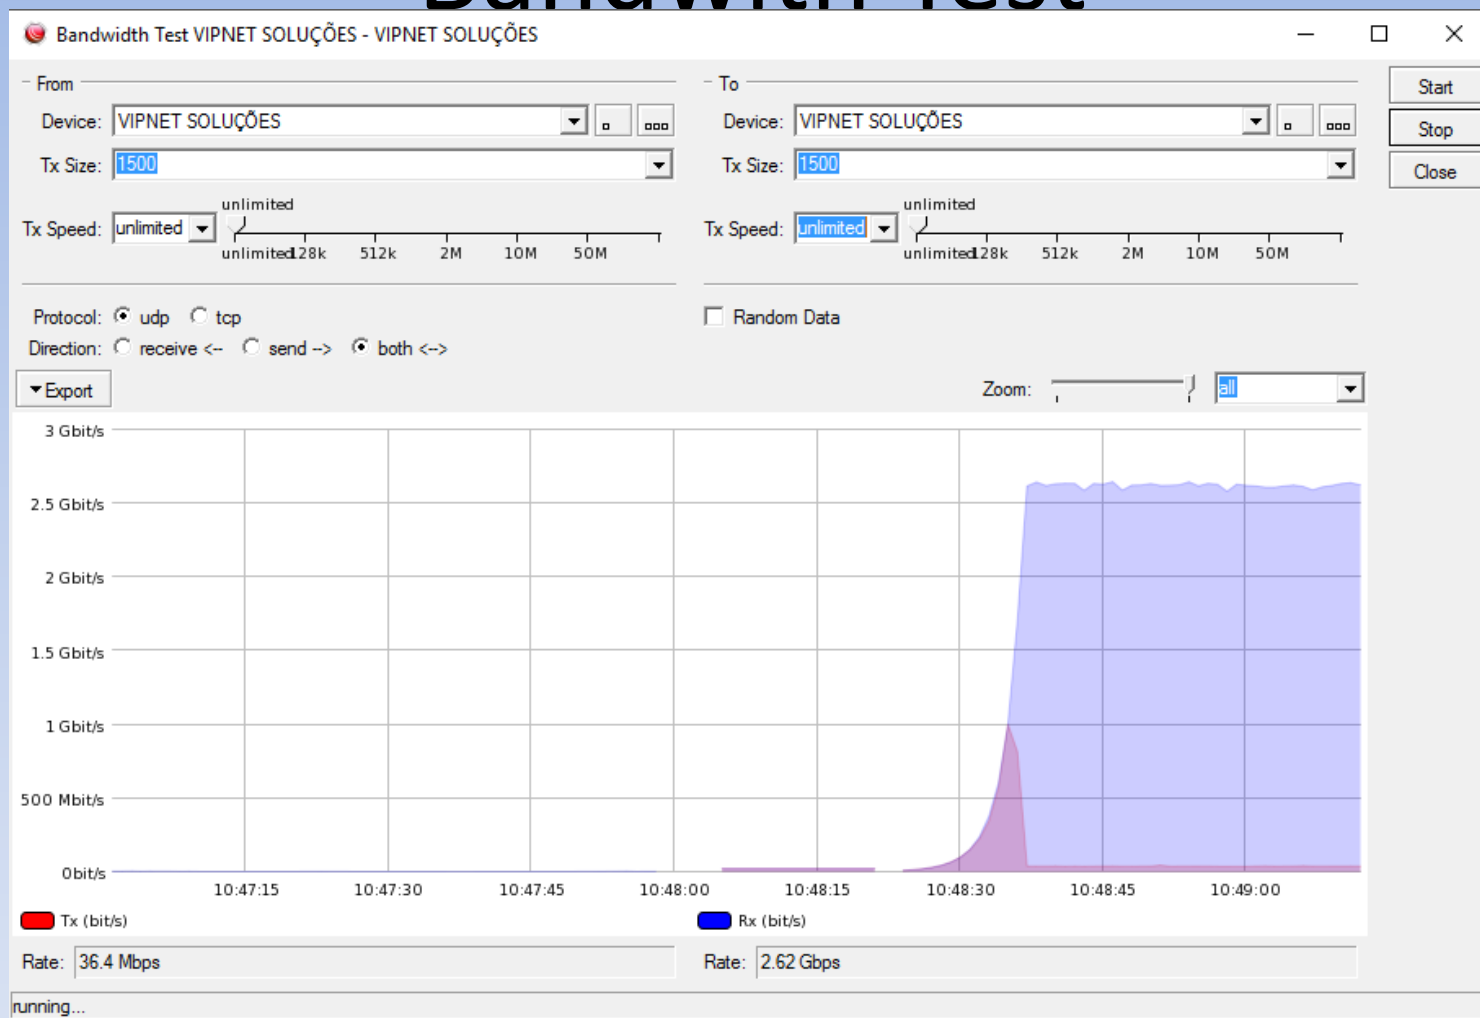 Bandwith Test
Bandwidth Test VIPNET SOLUÇÕES - VIPNET SOLUÇÕES
From
Device: VIPNET SOLUÇÕES
Tx Size: 1500
unlimited
Tx Speed: unlimited
unlimited 128k 512k 2M 10M 50M
To
Device: VIPNET SOLUÇÕES
Tx Size: 1500
unlimited
Tx Speed: unlimited
unlimited 128k 512k 2M 10M 50M
Start
Stop
Close
Protocol: udp tcp
Random Data
Direction: receive <-- send --> both <-->
Export
Zoom: all
3 Gbit/s
2.5 Gbit/s
2 Gbit/s
1.5 Gbit/s
1 Gbit/s
500 Mbit/s
0bit/s
10:47:15 10:47:30 10:47:45 10:48:00 10:48:15 10:48:30 10:48:45 10:49:00
Tx (bit/s) Rx (bit/s)
Rate: 36.4 Mbps Rate: 2.62 Gbps
running...